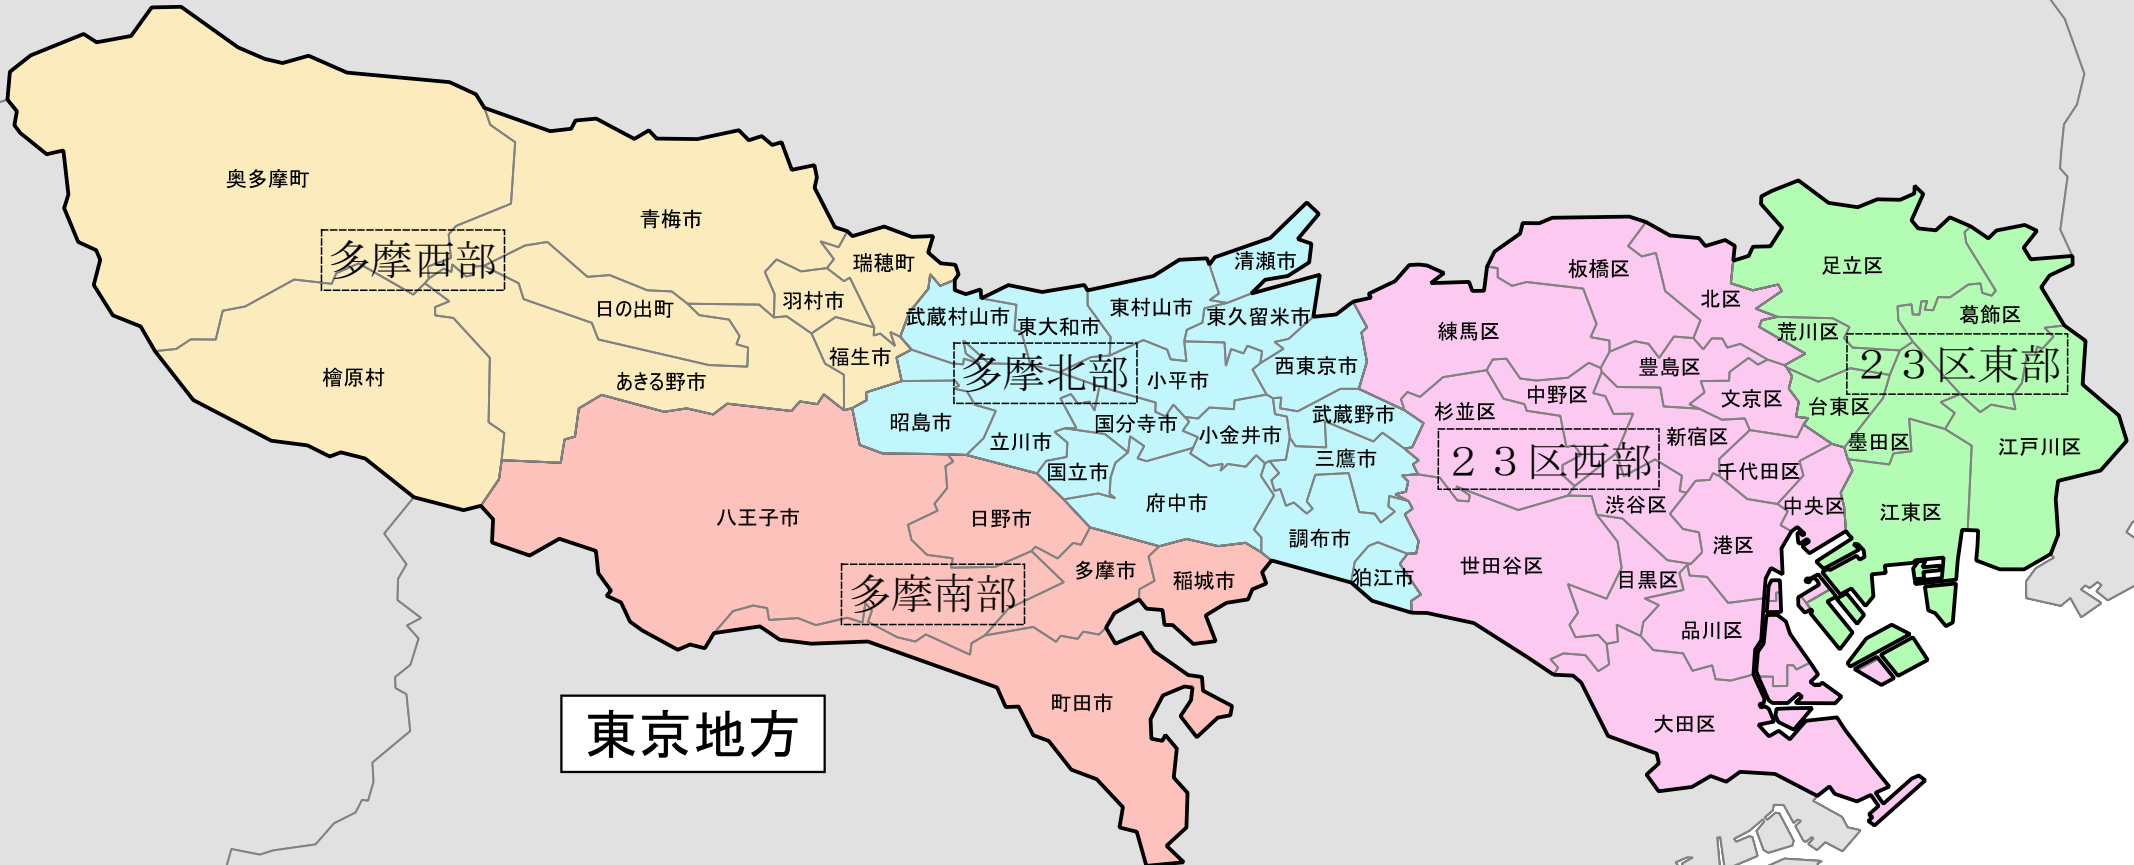 奥多摩町
多摩西部
青梅市
瑞穂町
日の出町
羽村市
福生市
檜原村
あきる野市
清瀬市
武蔵村山市
東大和市
東村山市
東久留米市
多摩北部
小平市
西東京市
昭島市
立川市
国分寺市
小金井市
武蔵野市
国立市
三鷹市
府中市
調布市
狛江市
八王子市
日野市
多摩南部
多摩市
稲城市
町田市
板橋区
北区
練馬区
豊島区
中野区
杉並区
文京区
新宿区
23区西部
千代田区
渋谷区
中央区
世田谷区
港区
目黒区
品川区
大田区
足立区
葛飾区
荒川区
23区東部
台東区
墨田区
江戸川区
江東区
東京地方